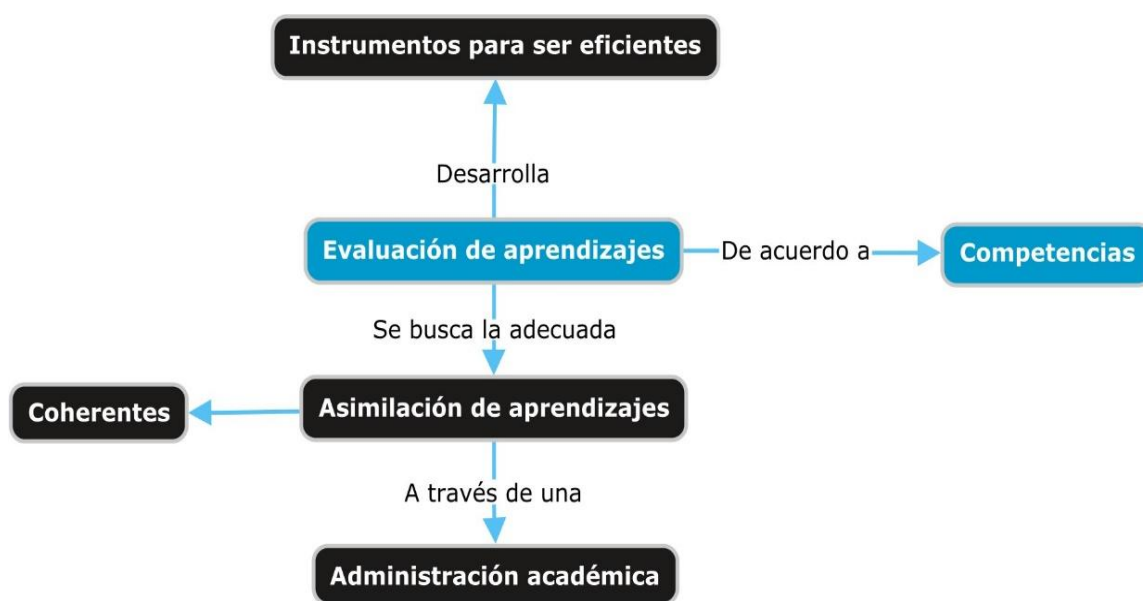 Instrumentos para ser eficientes
Desarrolla
Evaluación de aprendizajes
De acuerdo a
Competencias
Se busca la adecuada
Coherentes
Asimilación de aprendizajes
A través de una
Administración académica